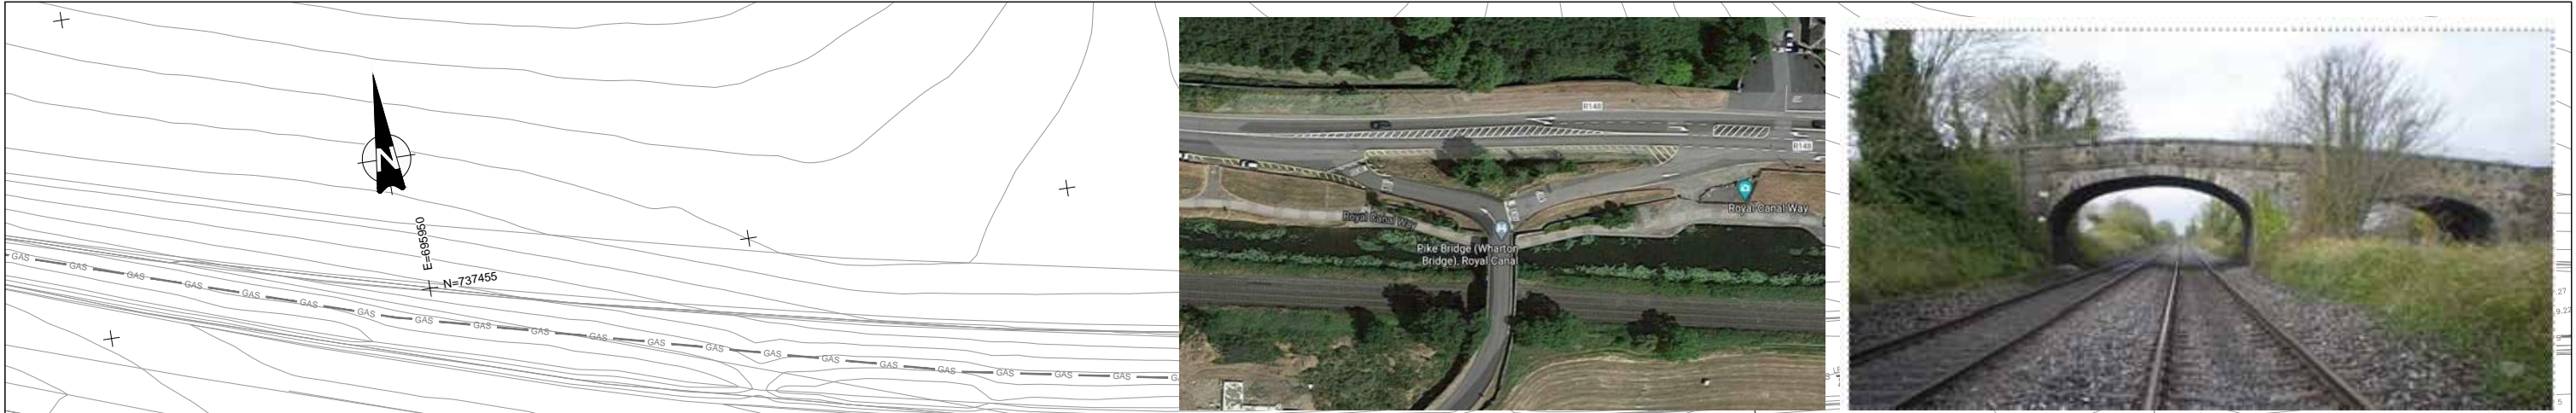 N
E=695950
N=737455
GAS GAS GAS GAS GAS GAS GAS GAS GAS GAS GAS GAS GAS GAS GAS GAS GAS GAS GAS GAS
R148
R148
Royal Canal Way
Royal Canal Way
Pike Bridge (Wharton
Bridge), Royal Canal